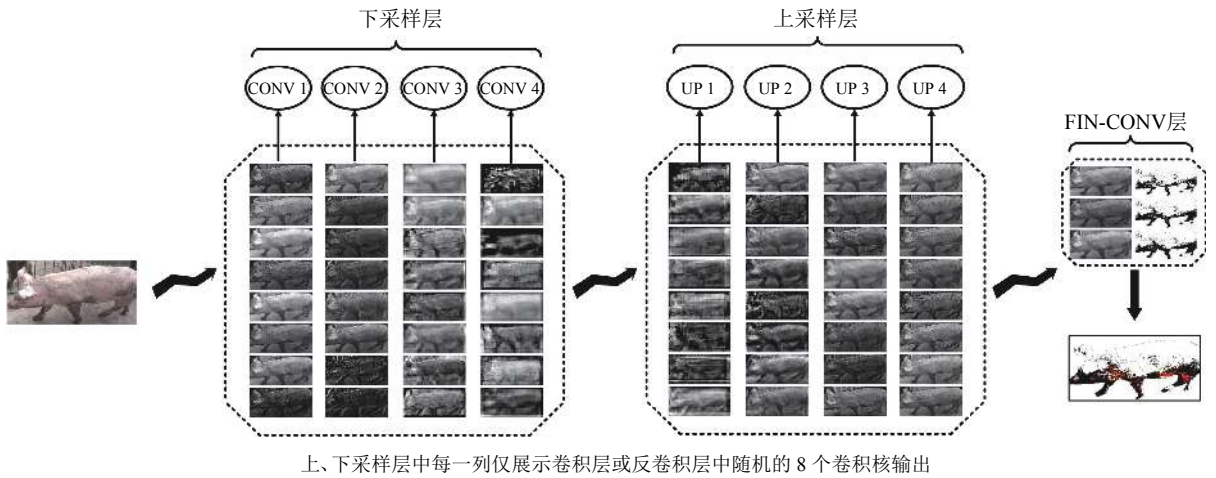 下采样层
上采样层
CONV 1
CONV 2
CONV 3
CONV 4
UP 1
UP 2
UP 3
UP 4
FIN-CONV层
上、下采样层中每一列仅展示卷积层或反卷积层中随机的 8 个卷积核输出